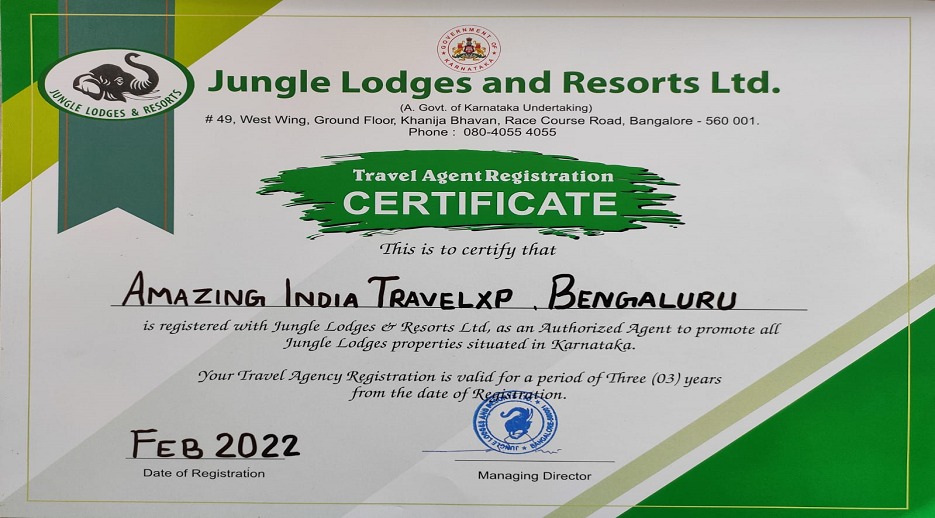 GOVERNMENT OF KARNATAKA
JUNGLE LODGES & RESORTS
Jungle Lodges and Resorts Ltd.
(A. Govt. of Karnataka Undertaking)
# 49, West Wing, Ground Floor, Khanija Bhavan, Race Course Road, Bangalore - 560 001.
Phone : 080-4055 4055
Travel Agent Registration
CERTIFICATE
This is to certify that
AMAZING INDIA TRAVELXP, BENGALURU
is registered with Jungle Lodges & Resorts Ltd, as an Authorized Agent to promote all
Jungle Lodges properties situated in Karnataka.
Your Travel Agency Registration is valid for a period of Three (03) years
from the date of Registration.
FEB 2022
Date of Registration
Managing Director